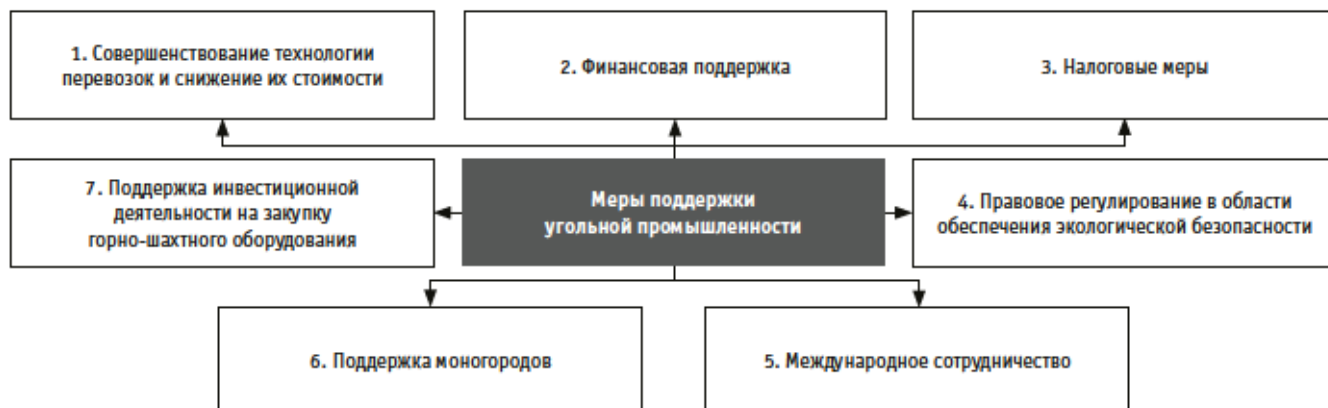 1. Совершенствование технологии
перевозок и снижение их стоимости
2. Финансовая поддержка
3. Налоговые меры
7. Поддержка инвестиционной
деятельности на закупку
горно-шахтного оборудования
Меры поддержки
угольной промышленности
4. Правовое регулирование в области
обеспечения экологической безопасности
6. Поддержка моногородов
5. Международное сотрудничество